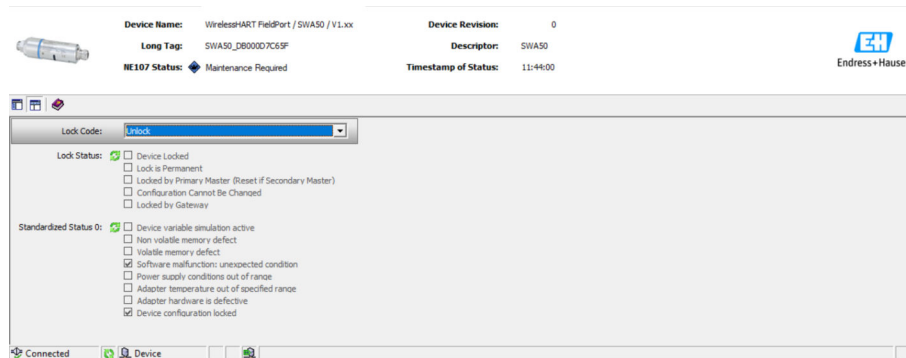 Device Name: WirelessHART FieldPort / SWA50 / V1.xx Device Revision: 0
Long Tag: SWA50_DB000D7C65F Descriptor: SWA50
NE107 Status: Maintenance Required Timestamp of Status: 11:44:00
EH
Endress+Hause
Lock Code: Unlock
Lock Status: Device Locked
Lock is Permanent
Locked by Primary Master (Reset if Secondary Master)
Configuration Cannot Be Changed
Locked by Gateway
Standardized Status 0: Device variable simulation active
Non volatile memory defect
Volatile memory defect
Software malfunction: unexpected condition
Power supply conditions out of range
Adapter temperature out of specified range
Adapter hardware is defective
Device configuration locked
Connected Device